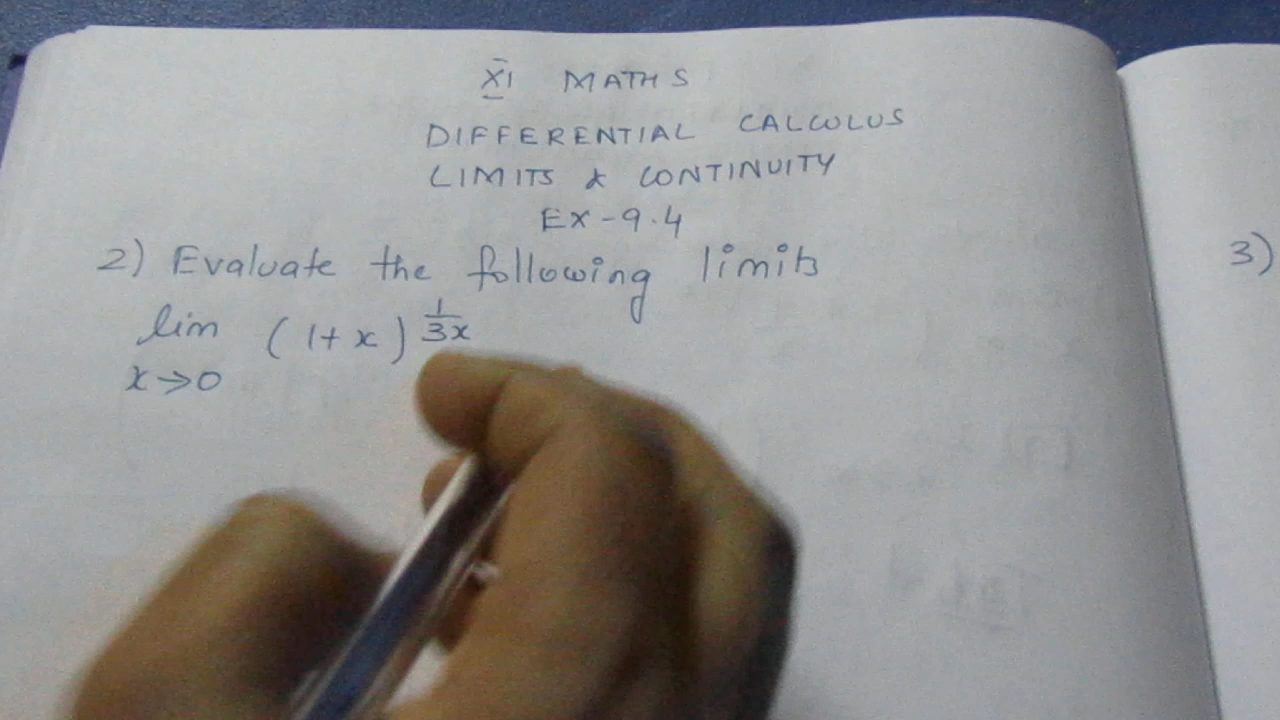 XI MATHS
DIFFERENTIAL CALCULUS
LIMITS & CONTINUITY
EX-9.4
2) Evaluate the following limits
lim (1+x)^(1/3x)
x→0
3)